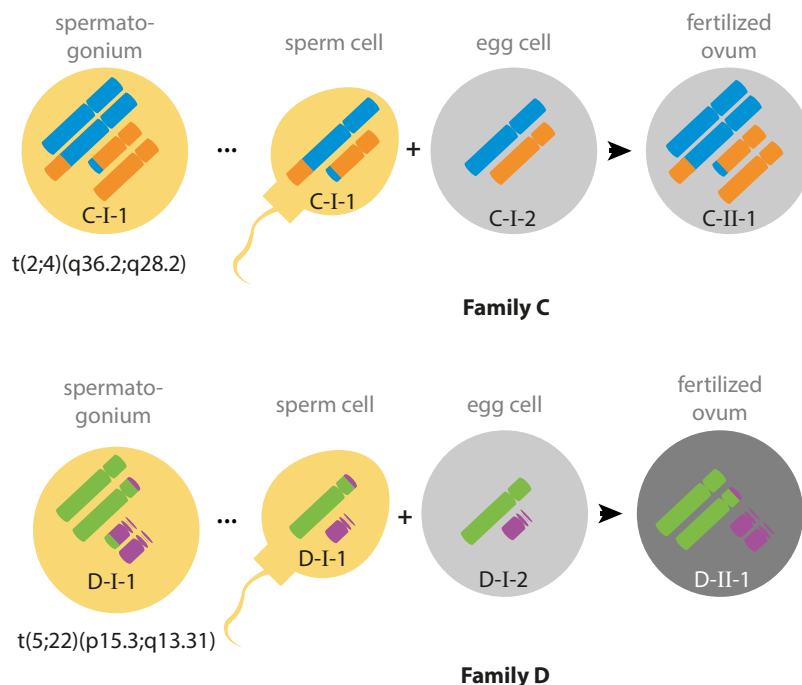 spermato-
gonium
sperm cell
egg cell
fertilized
ovum
...
+
C-I-1
C-I-1
C-I-2
C-II-1
t(2;4)(q36.2;q28.2)
Family C
spermato-
gonium
sperm cell
egg cell
fertilized
ovum
...
+
D-I-1
D-I-1
D-I-2
D-II-1
t(5;22)(p15.3;q13.31)
Family D